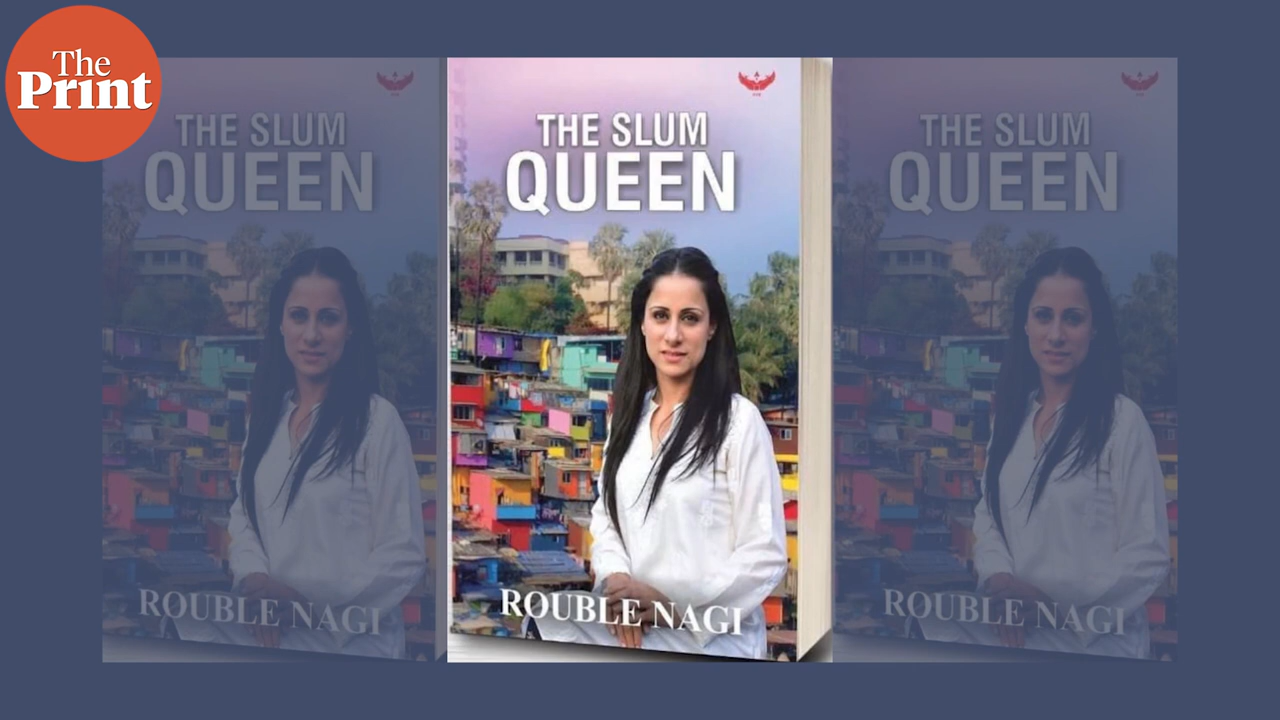 The
Print
THE SLUM
QUEEN
ROUBLE NAGI
THE SLUM
QUEEN
ROUBLE NAGI
THE SLUM
QUEEN
ROUBLE NAGI